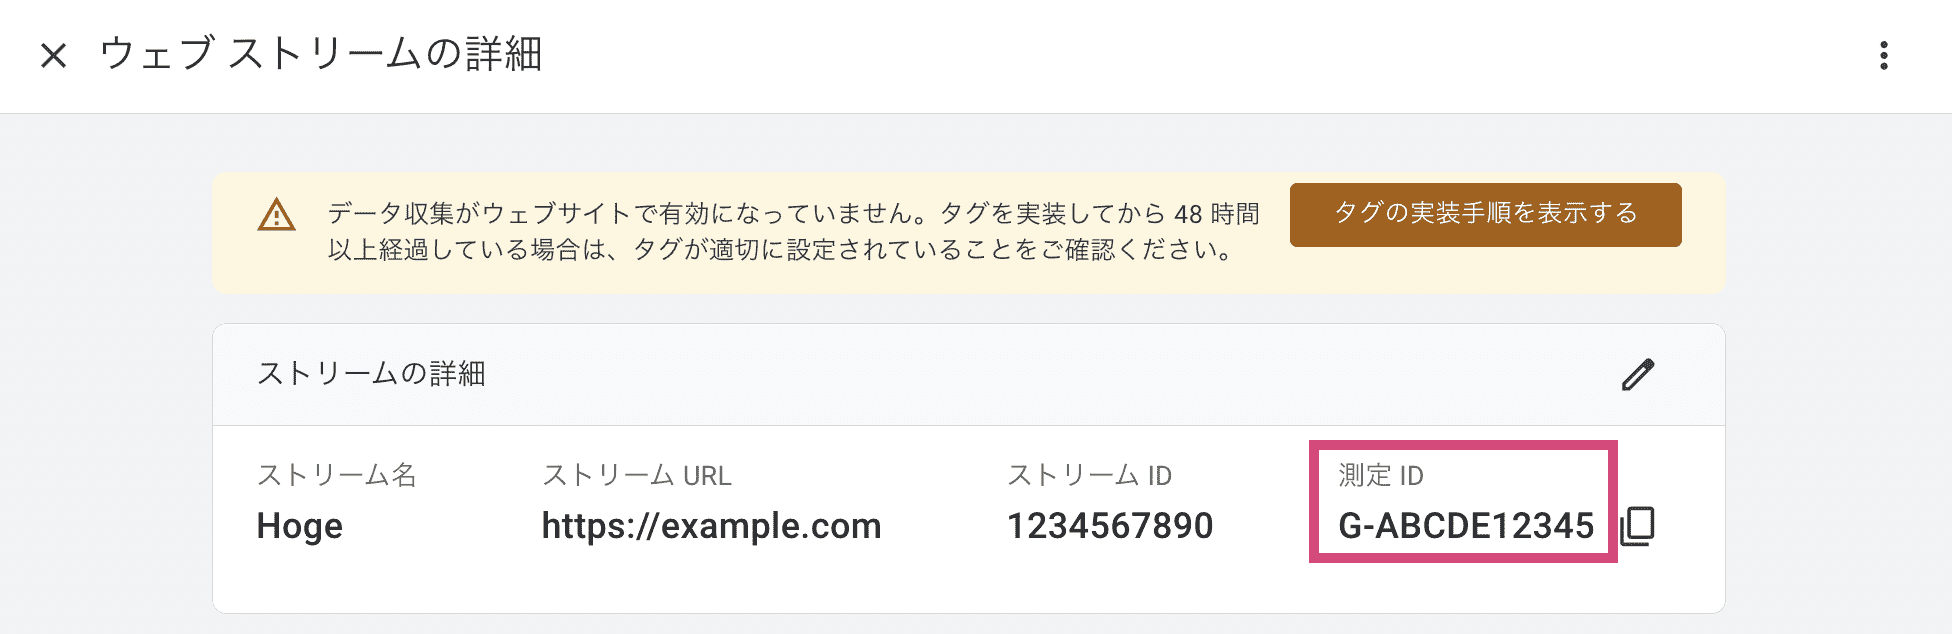 ウェブ ストリームの詳細
データ収集がウェブサイトで有効になっていません。タグを実装してから 48 時間
以上経過している場合は、タグが適切に設定されていることをご確認ください。
タグの実装手順を表示する
ストリームの詳細
ストリーム名
Hoge
ストリーム URL
https://example.com
ストリーム ID
1234567890
測定 ID
G-ABCDE12345